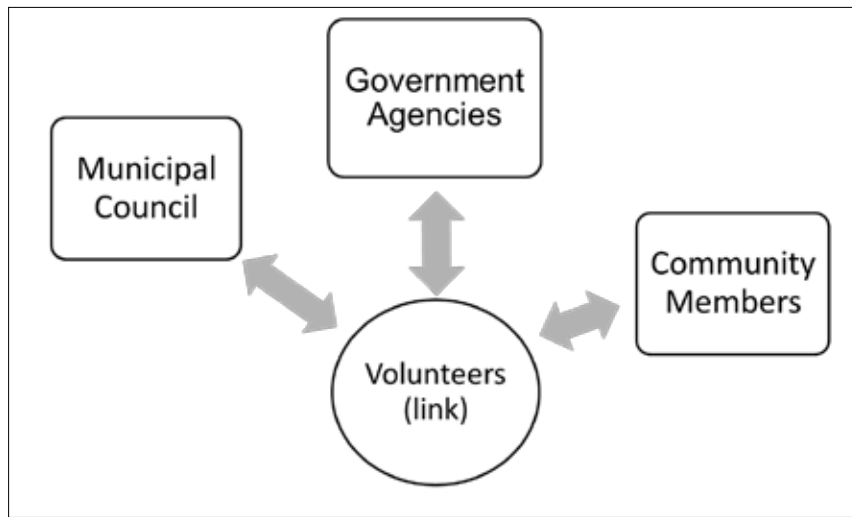 Government
Agencies
Municipal
Council
Community
Members
Volunteers
(link)